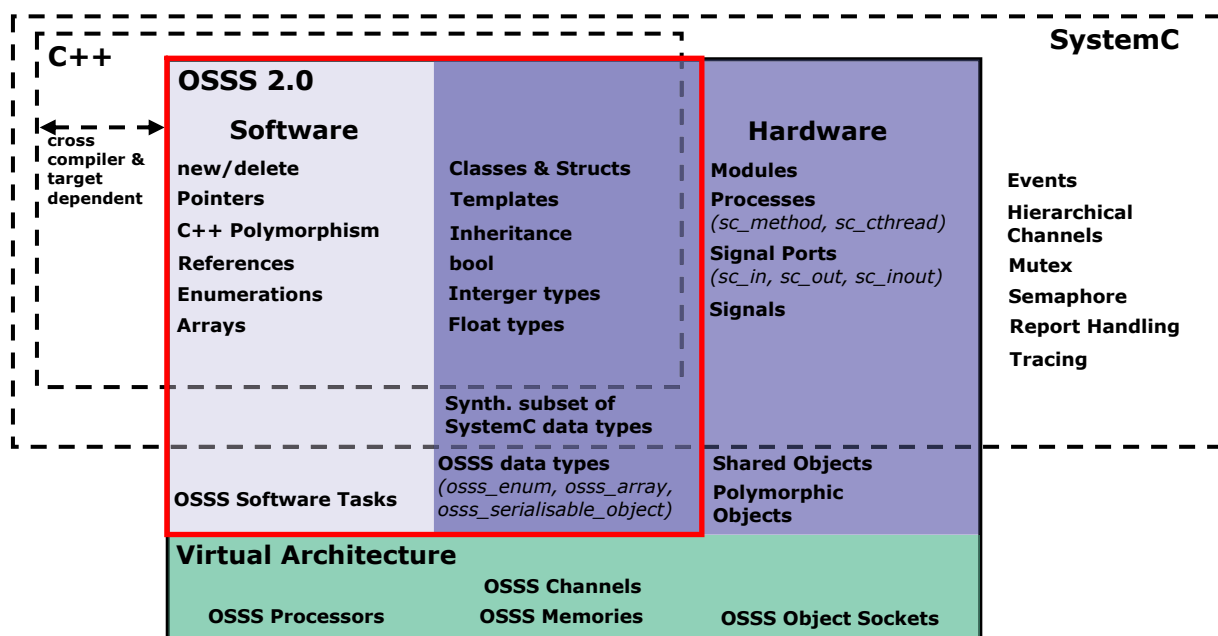 SystemC
C++
OSSS 2.0
cross
compiler &
target
dependent
Software
new/delete
Pointers
C++ Polymorphism
References
Enumerations
Arrays
OSSS Software Tasks
Classes & Structs
Templates
Inheritance
bool
Interger types
Float types
Synth. subset of
SystemC data types
OSSS data types
(osss_enum, osss_array,
osss_serialisable_object)
Hardware
Modules
Processes
(sc_method, sc_cthread)
Signal Ports
(sc_in, sc_out, sc_inout)
Signals
Shared Objects
Polymorphic
Objects
Events
Hierarchical
Channels
Mutex
Semaphore
Report Handling
Tracing
Virtual Architecture
OSSS Channels
OSSS Processors
OSSS Memories
OSSS Object Sockets